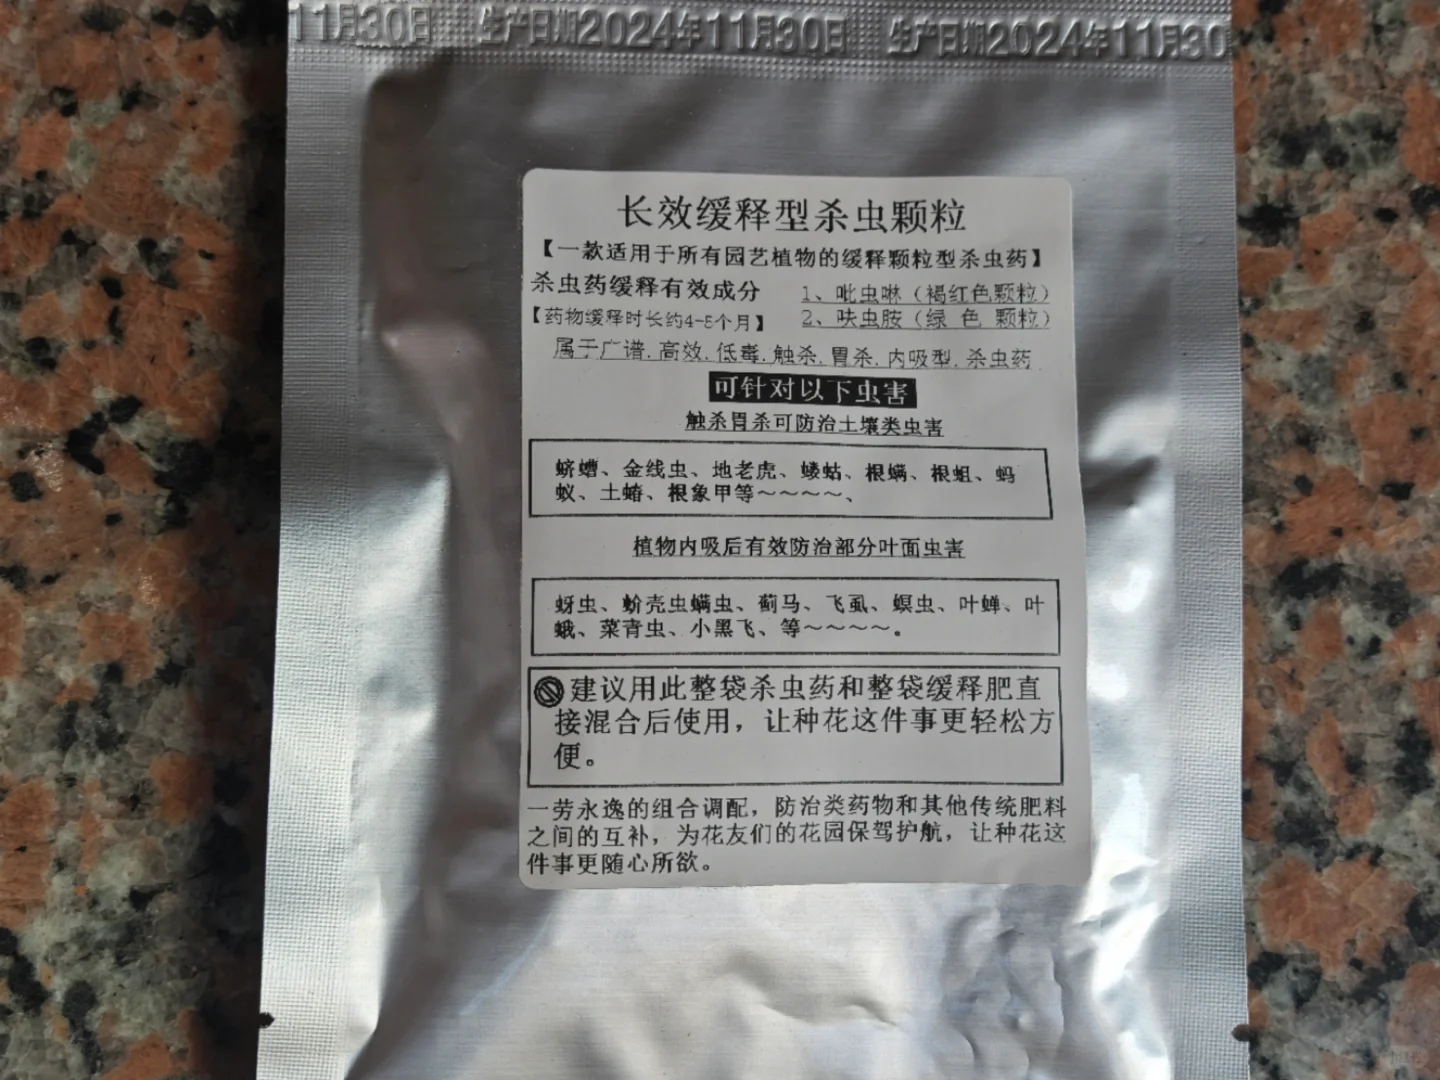 11月30日 生产日期2024年11月30日 生产日期2024年11月30
长效缓释型杀虫颗粒
【一款适用于所有园艺植物的缓释颗粒型杀虫药】
杀虫药缓释有效成分
1、吡虫啉（褐红色颗粒）
【药物缓释时长约4-5个月】
2、呋虫胺（绿 色 颗粒）
属于广谱.高效.低毒.触杀.胃杀.内吸型.杀虫药
可针对以下虫害
触杀胃杀可防治土壤类虫害
蛴螬、金线虫、地老虎、蝼蛄、根螨、根蛆、蚂
蚁、土蝽、根象甲等～～～～、
植物内吸后有效防治部分叶面虫害
蚜虫、蚧壳虫螨虫、蓟马、飞虱、螟虫、叶蝉、叶
蛾、菜青虫、小黑飞、等～～～～。
建议用此整袋杀虫药和整袋缓释肥直
接混合后使用，让种花这件事更轻松方
便。
一劳永逸的组合调配，防治类药物和其他传统肥料
之间的互补，为花友们的花园保驾护航，让种花这
件事更随心所欲。